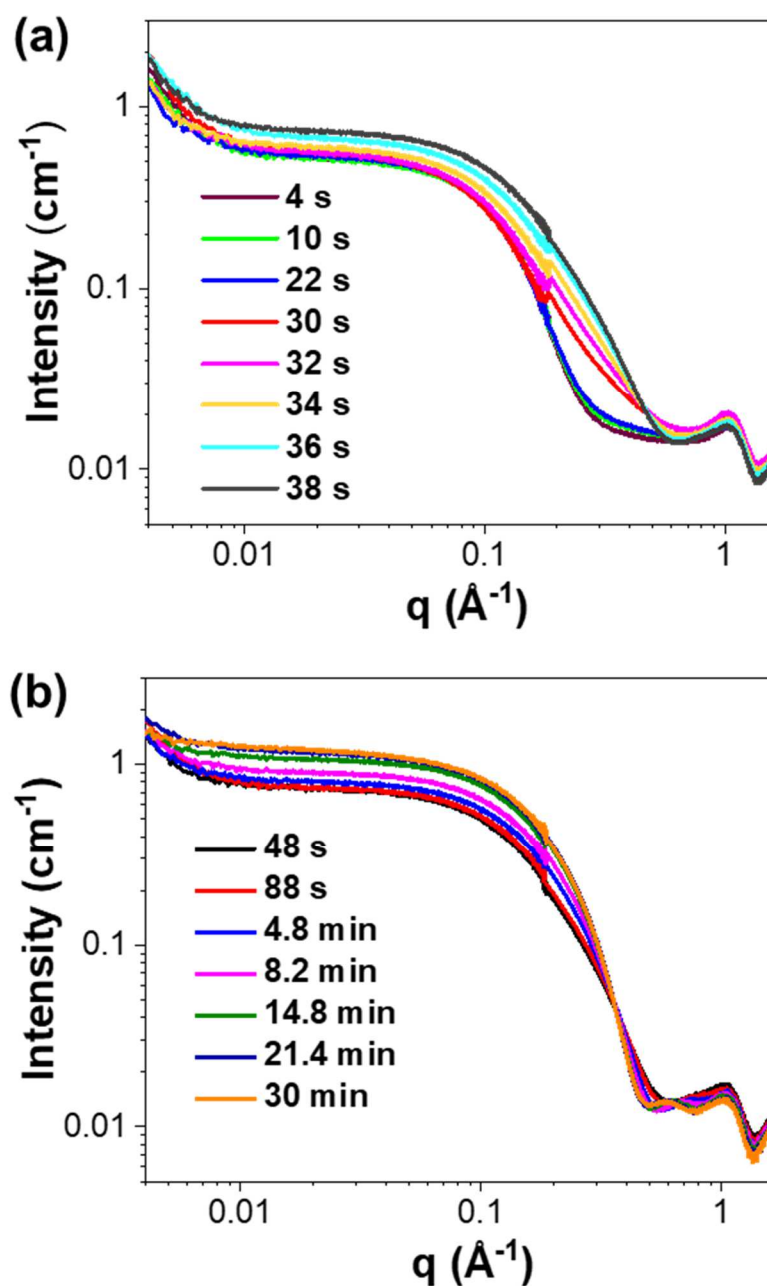 (a)
1
0.1
0.01
Intensity (cm⁻¹)
4 s
10 s
22 s
30 s
32 s
34 s
36 s
38 s
0.01
0.1
1
q (Å⁻¹)
(b)
1
0.1
0.01
Intensity (cm⁻¹)
48 s
88 s
4.8 min
8.2 min
14.8 min
21.4 min
30 min
0.01
0.1
1
q (Å⁻¹)